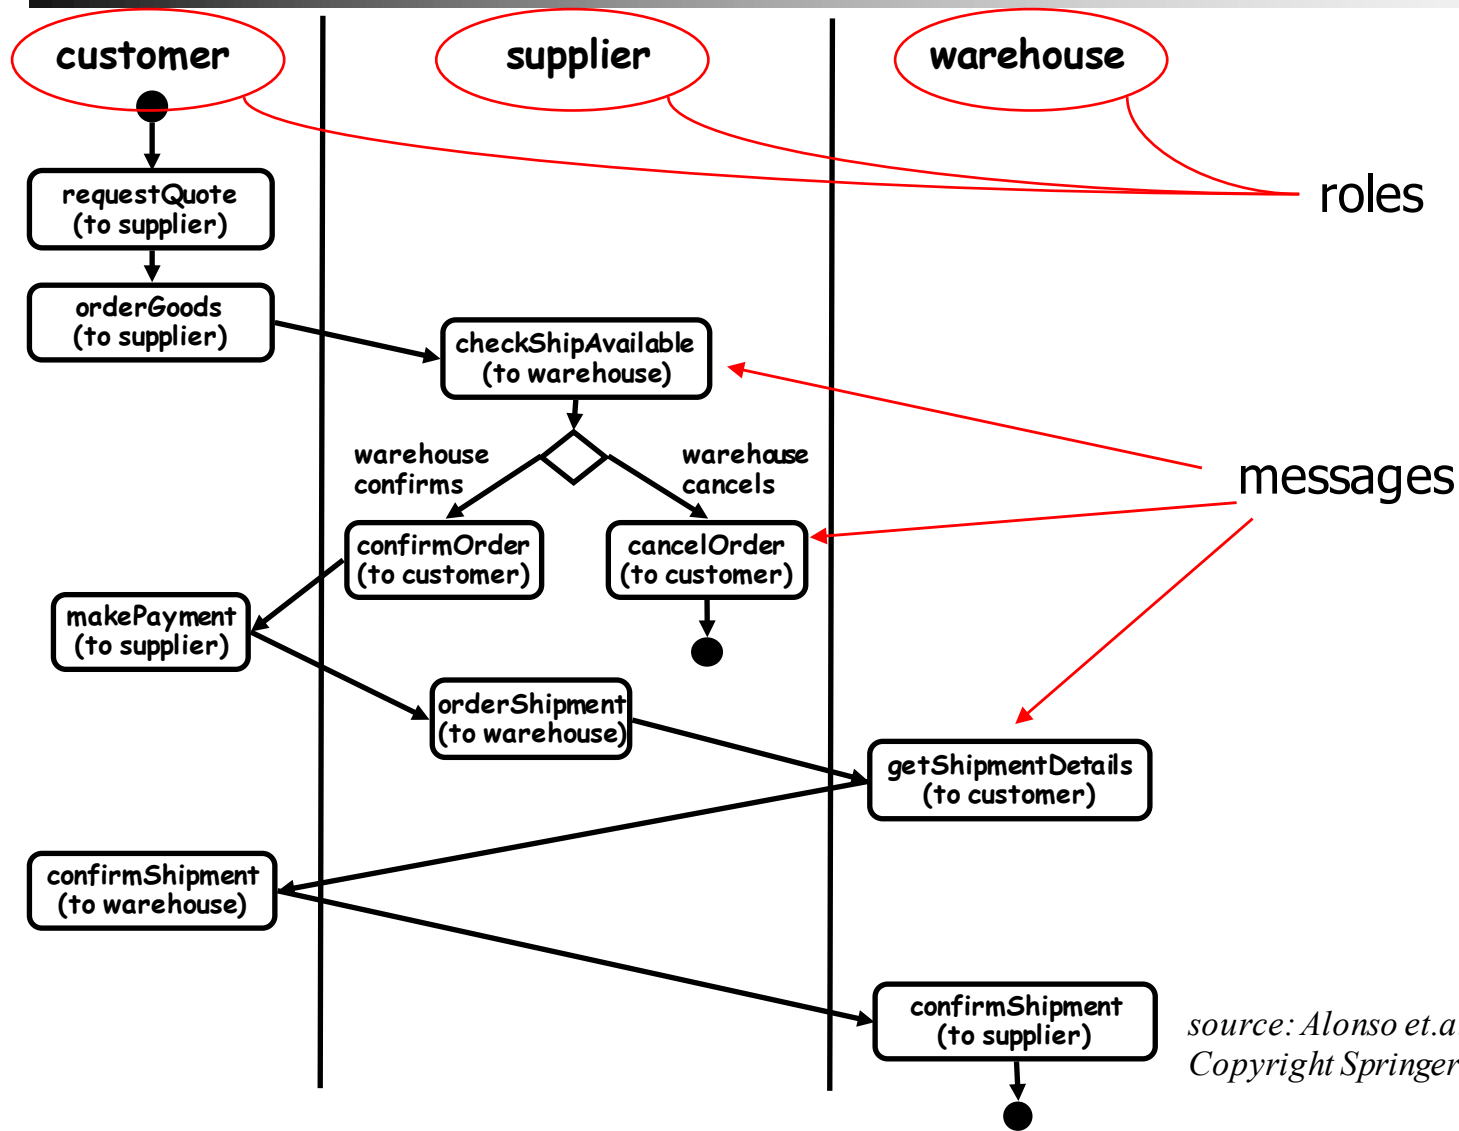 customer
supplier
warehouse
roles
requestQuote
(to supplier)
orderGoods
(to supplier)
checkShipAvailable
(to warehouse)
messages
warehouse
confirms
warehouse
cancels
confirmOrder
(to customer)
cancelOrder
(to customer)
makePayment
(to supplier)
orderShipment
(to warehouse)
getShipmentDetails
(to customer)
confirmShipment
(to warehouse)
confirmShipment
(to supplier)
source: Alonso et.a
Copyright Springer